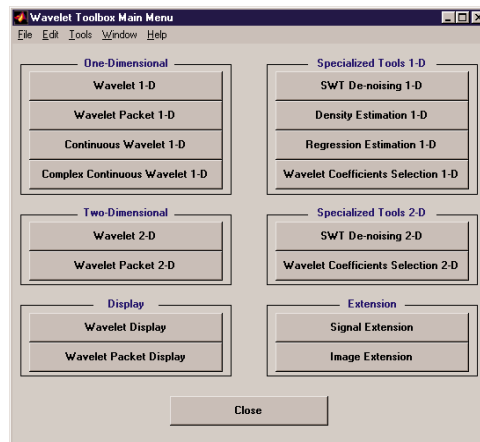 Wavelet Toolbox Main Menu
File Edit Tools Window Help
One-Dimensional
Wavelet 1-D
Wavelet Packet 1-D
Continuous Wavelet 1-D
Complex Continuous Wavelet 1-D
Specialized Tools 1-D
SWT De-noising 1-D
Density Estimation 1-D
Regression Estimation 1-D
Wavelet Coefficients Selection 1-D
Two-Dimensional
Wavelet 2-D
Wavelet Packet 2-D
Specialized Tools 2-D
SWT De-noising 2-D
Wavelet Coefficients Selection 2-D
Display
Wavelet Display
Wavelet Packet Display
Extension
Signal Extension
Image Extension
Close